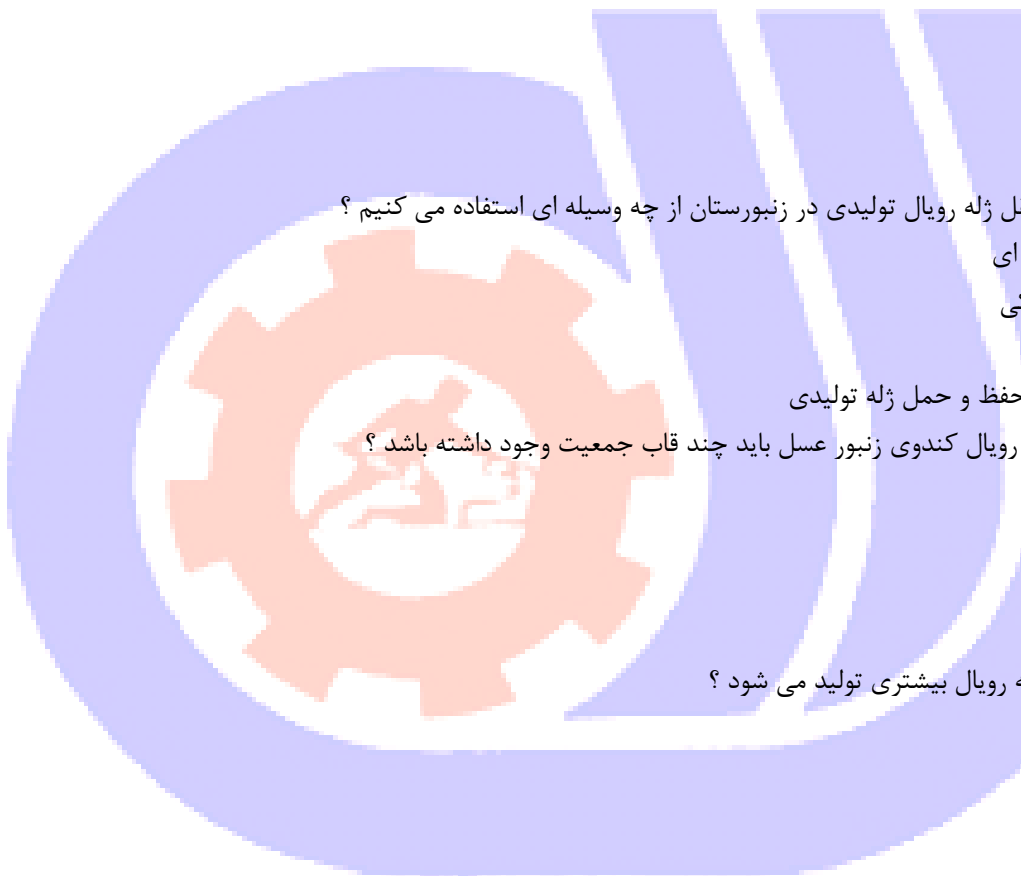 ژله رویال تولیدی در زنبورستان از چه وسیله ای استفاده می کنیم ؟
ای
حفظ و حمل ژله تولیدی
رویال کندوی زنبور عسل باید چند قاب جمعیت وجود داشته باشد ؟
رویال بیشتری تولید می شود ؟